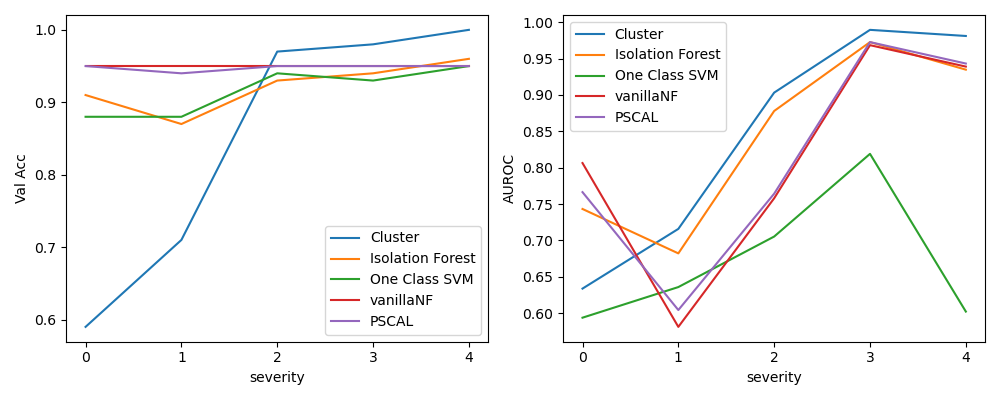 1.0
0.9
0.8
0.7
0.6
Val Acc
0
1
2
3
4
severity
Cluster
Isolation Forest
One Class SVM
vanillaNF
PSCAL
1.00
0.95
0.90
0.85
0.80
0.75
0.70
0.65
0.60
AUROC
0
1
2
3
4
severity
Cluster
Isolation Forest
One Class SVM
vanillaNF
PSCAL